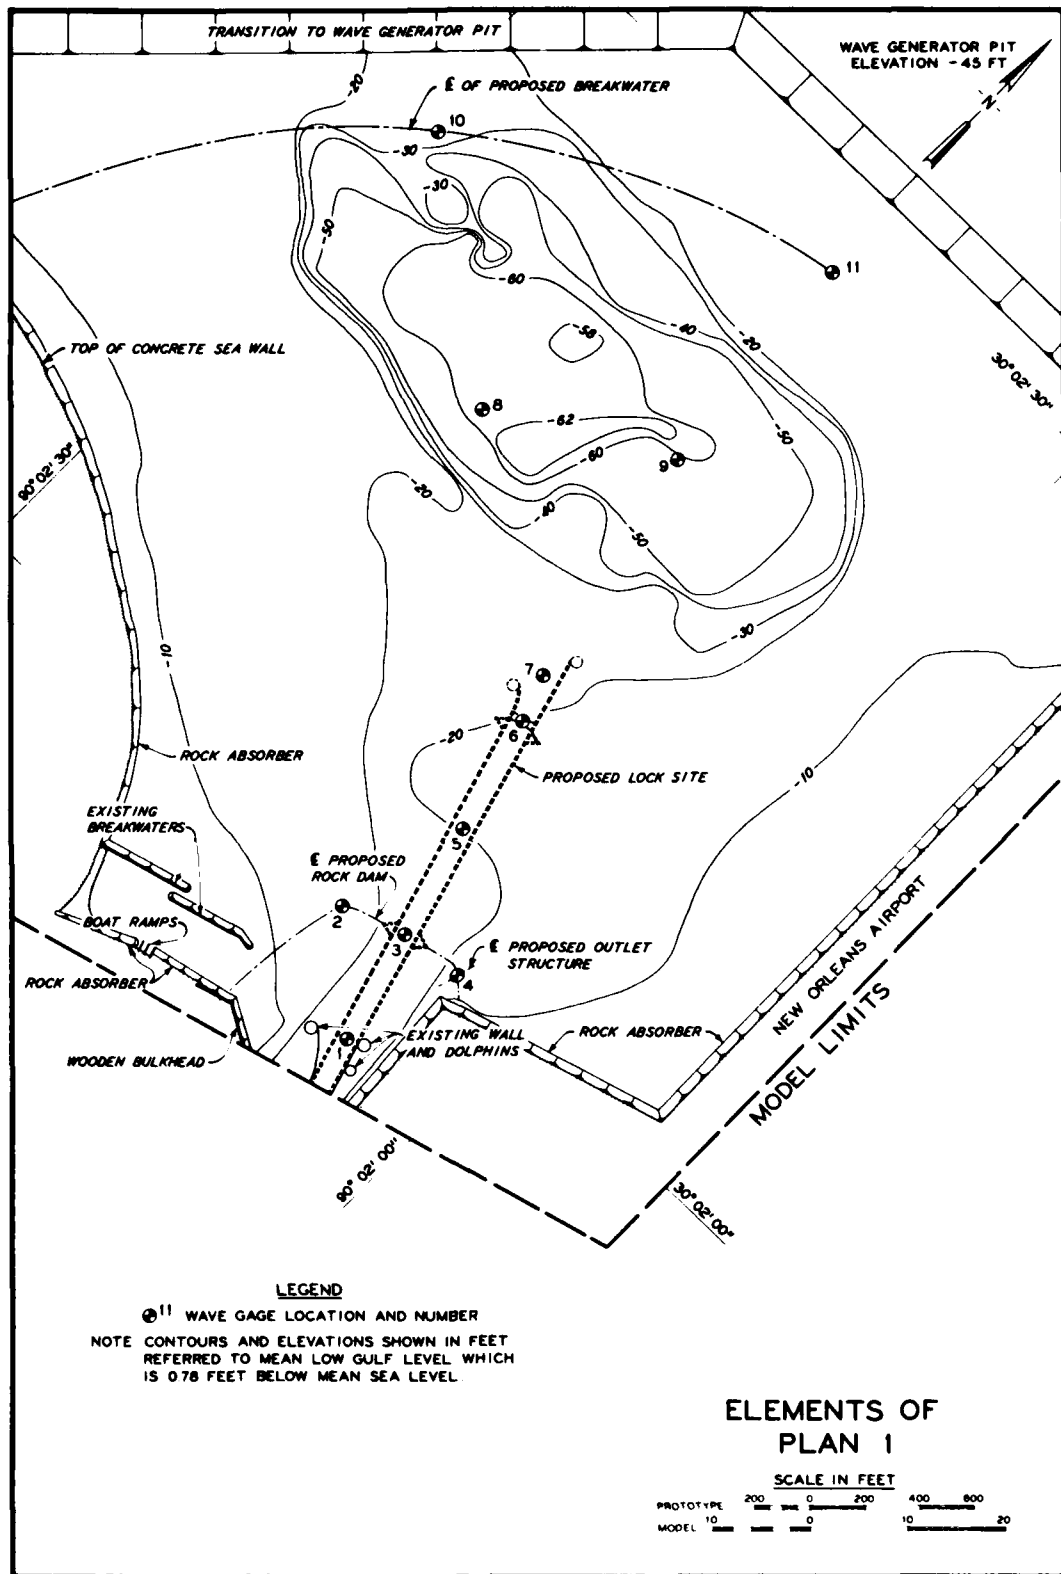 TRANSITION TO WAVE GENERATOR PIT
WAVE GENERATOR PIT
ELEVATION -45 FT
N
-20
℄ OF PROPOSED BREAKWATER
10
-30
-30
-50
-60
11
-58
-40
-20
TOP OF CONCRETE SEA WALL
30° 02' 30"
8
-62
-60
9
-50
90° 02' 30"
-20
-40
-50
-30
-10
7
6
-20
ROCK ABSORBER
PROPOSED LOCK SITE
-10
EXISTING
BREAKWATERS
5
℄ PROPOSED
ROCK DAM
2
BOAT RAMPS
3
℄ PROPOSED OUTLET
STRUCTURE
4
ROCK ABSORBER
NEW ORLEANS AIRPORT
MODEL LIMITS
EXISTING WALL
AND DOLPHINS
ROCK ABSORBER
1
WOODEN BULKHEAD
90° 02' 00"
30° 02' 00"
LEGEND
11 WAVE GAGE LOCATION AND NUMBER
NOTE CONTOURS AND ELEVATIONS SHOWN IN FEET
REFERRED TO MEAN LOW GULF LEVEL WHICH
IS 0.78 FEET BELOW MEAN SEA LEVEL
ELEMENTS OF
PLAN 1
SCALE IN FEET
PROTOTYPE 200 0 200 400 600
MODEL 10 0 10 20